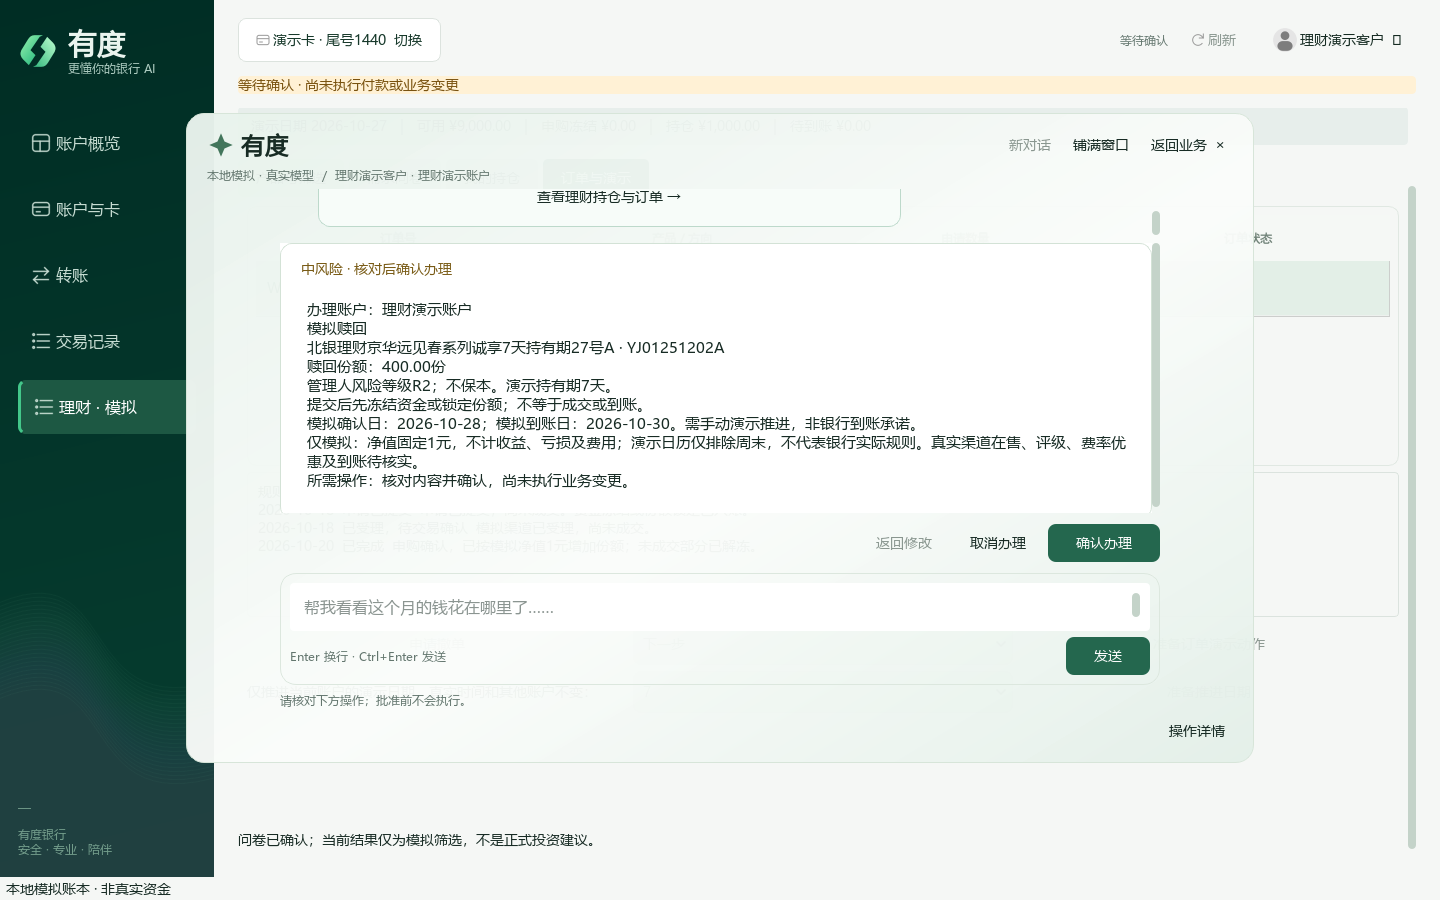 有度
更懂你的银行 AI
账户概览
账户与卡
转账
交易记录
理财 · 模拟
有度银行
安全 · 专业 · 陪伴
本地模拟账本 · 非真实资金
演示卡 · 尾号1440 切换
等待确认
刷新
理财演示客户
等待确认 · 尚未执行付款或业务变更
有度
新对话
铺满窗口
返回业务 ×
本地模拟 · 真实模型 / 理财演示客户 · 理财演示账户
查看理财持仓与订单 →
状态
中风险 · 核对后确认办理
办理账户：理财演示账户
模拟赎回
北银理财京华远见春系列诚享7天持有期27号A · YJ01251202A
赎回份额：400.00份
管理人风险等级R2；不保本。演示持有期7天。
提交后先冻结资金或锁定份额；不等于成交或到账。
模拟确认日：2026-10-28；模拟到账日：2026-10-30。需手动演示推进，非银行到账承诺。
仅模拟：净值固定1元，不计收益、亏损及费用；演示日历仅排除周末，不代表银行实际规则。真实渠道在售、评级、费率优
惠及到账待核实。
所需操作：核对内容并确认，尚未执行业务变更。
返回修改
取消办理
确认办理
帮我看看这个月的钱花在哪里了……
Enter 换行 · Ctrl+Enter 发送
发送
作
请核对下方操作；批准前不会执行。
操作详情
问卷已确认；当前结果仅为模拟筛选，不是正式投资建议。